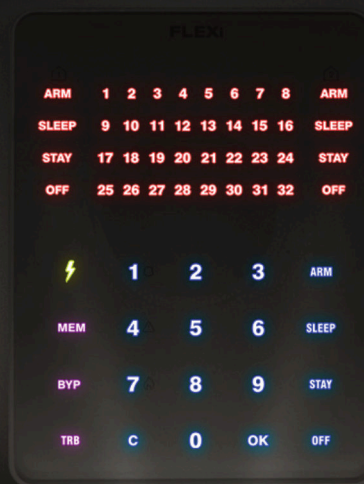 FLEXi
ARM 1 2 3 4 5 6 7 8 ARM
SLEEP 9 10 11 12 13 14 15 16 SLEEP
STAY 17 18 19 20 21 22 23 24 STAY
OFF 25 26 27 28 29 30 31 32 OFF
1 2 3 ARM
MEM 4 5 6 SLEEP
BYP 7 8 9 STAY
TRB C 0 OK OFF